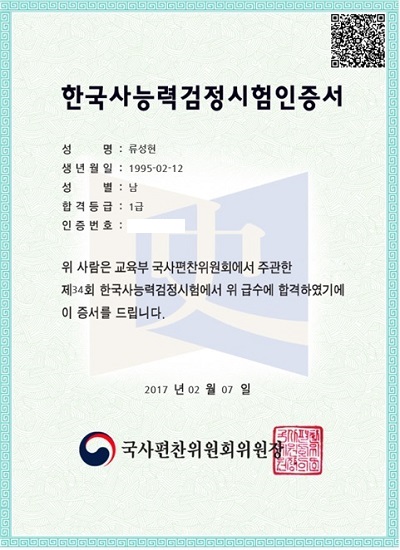 한국사능력검정시험인증서
성 명 : 류성현
생 년 월 일 : 1995-02-12
성 별 : 남
합 격 등 급 : 1급
인 증 번 호 :
위 사람은 교육부 국사편찬위원회에서 주관한
제34회 한국사능력검정시험에서 위 급수에 합격하였기에
이 증서를 드립니다.
2017 년 02 월 07 일
국사편찬위원회위원장